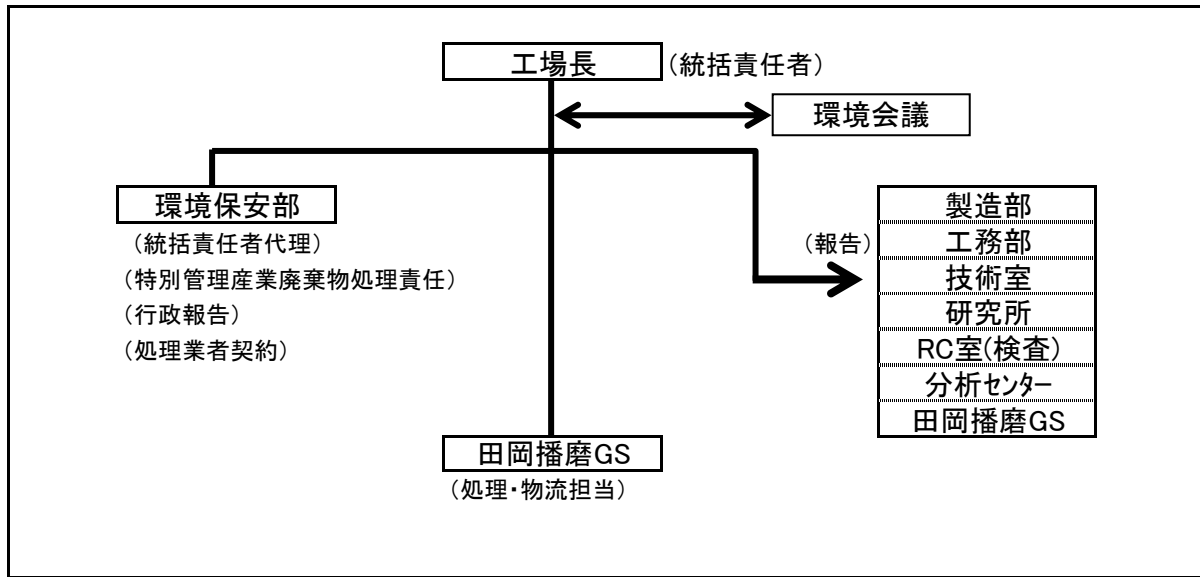 工場長 (統括責任者)
環境会議
環境保安部
(統括責任者代理)
(特別管理産業廃棄物処理責任)
(行政報告)
(処理業者契約)
(報告)
製造部
工務部
技術室
研究所
RC室(検査)
分析ｾﾝﾀｰ
田岡播磨GS
田岡播磨GS
(処理・物流担当)